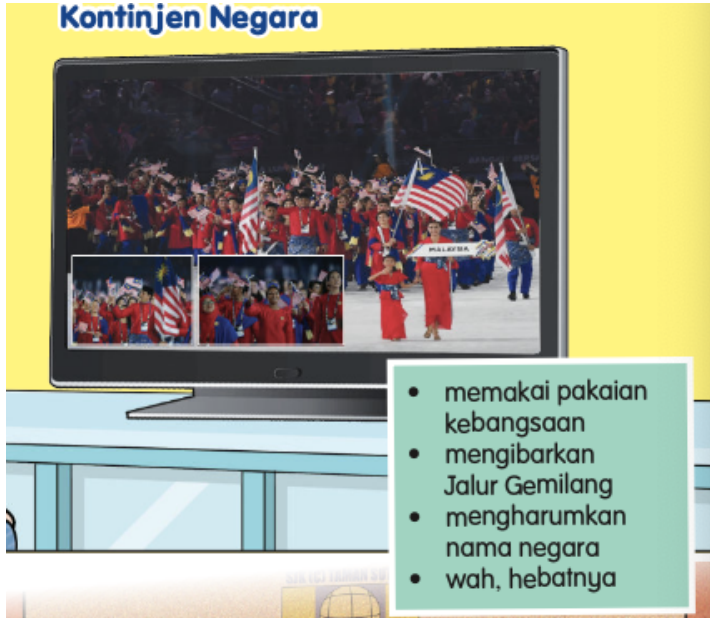 Kontinjen Negara
MALAYSIA
• memakai pakaian
kebangsaan
• mengibarkan
Jalur Gemilang
• mengharumkan
nama negara
• wah, hebatnya